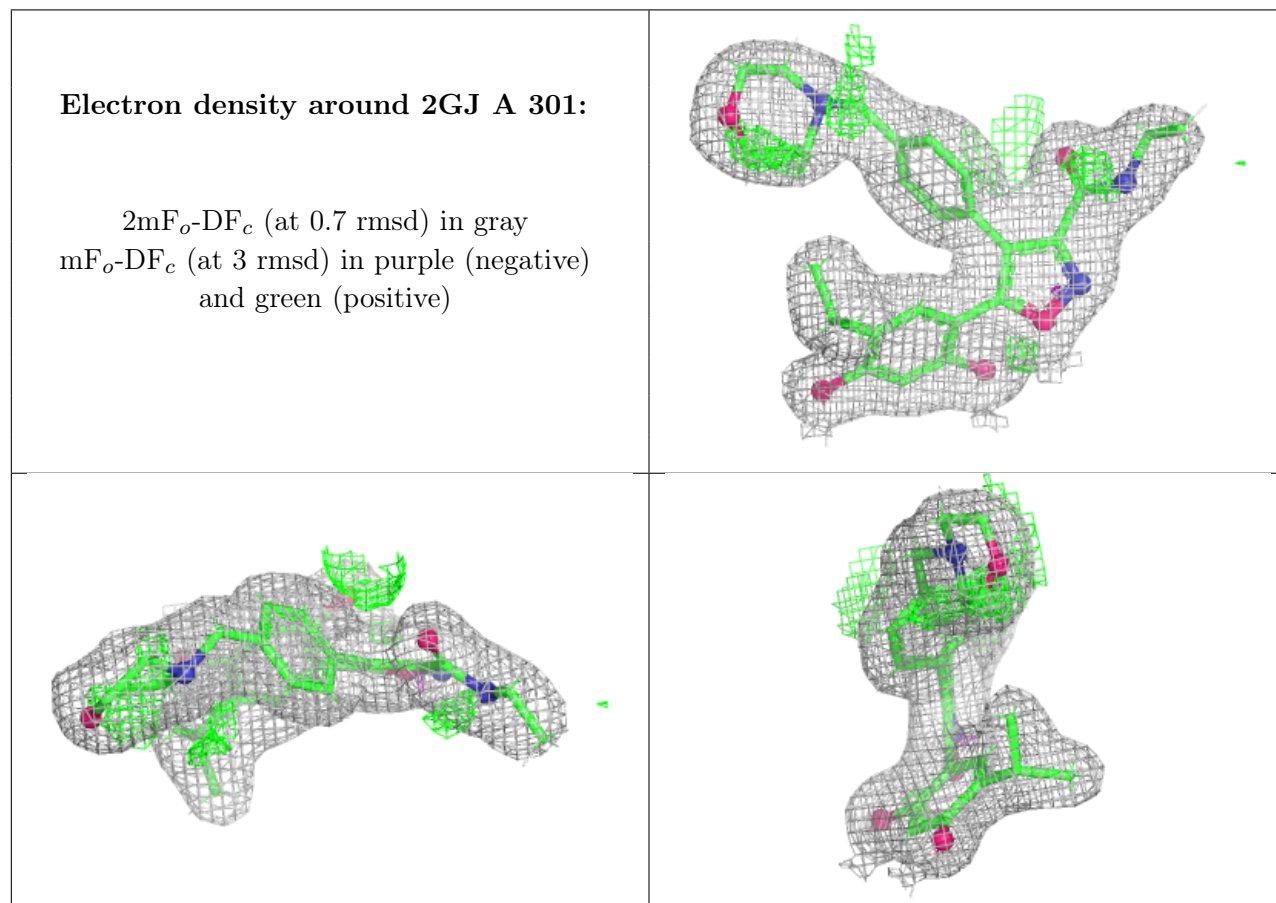 Electron density around 2GJ A 301:
2mFo-DFc (at 0.7 rmsd) in gray
mFo-DFc (at 3 rmsd) in purple (negative)
and green (positive)